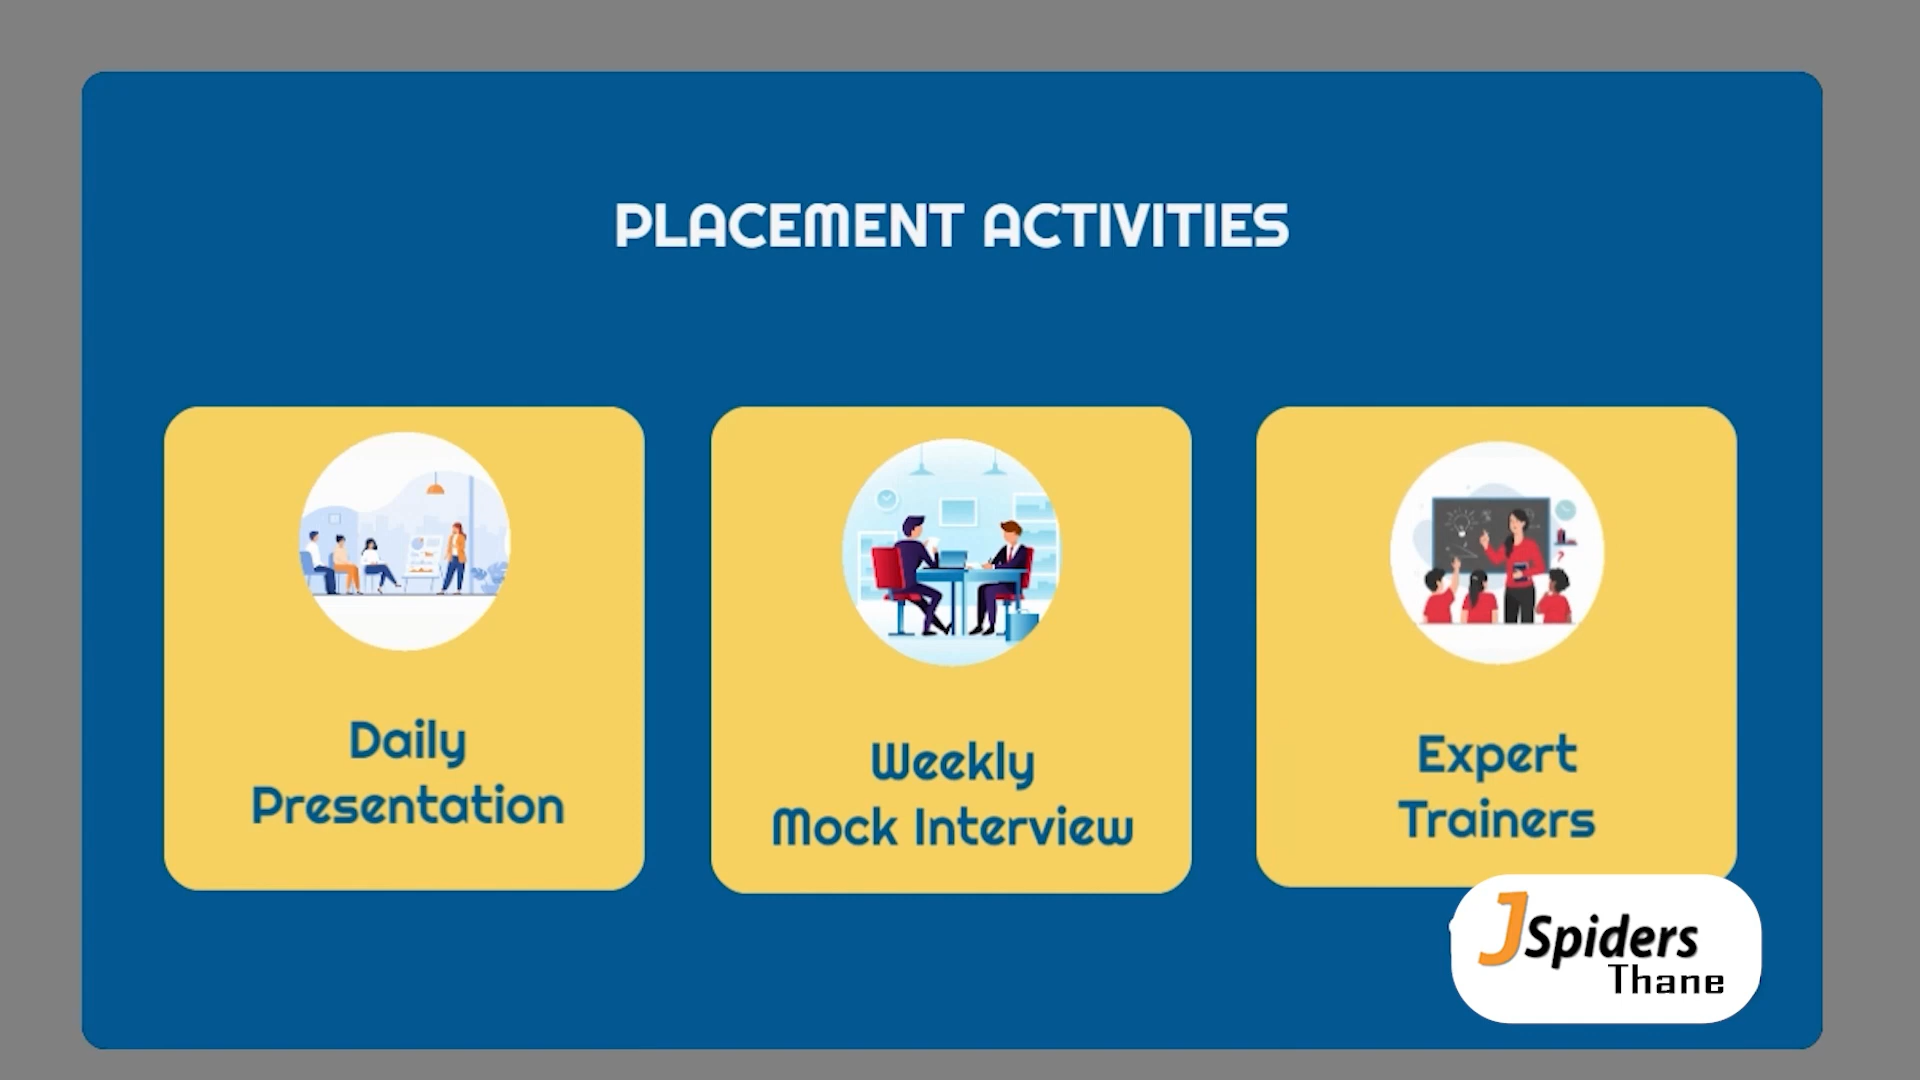 PLACEMENT ACTIVITIES
Daily
Presentation
Weekly
Mock Interview
Expert
Trainers
JSpiders
Thane